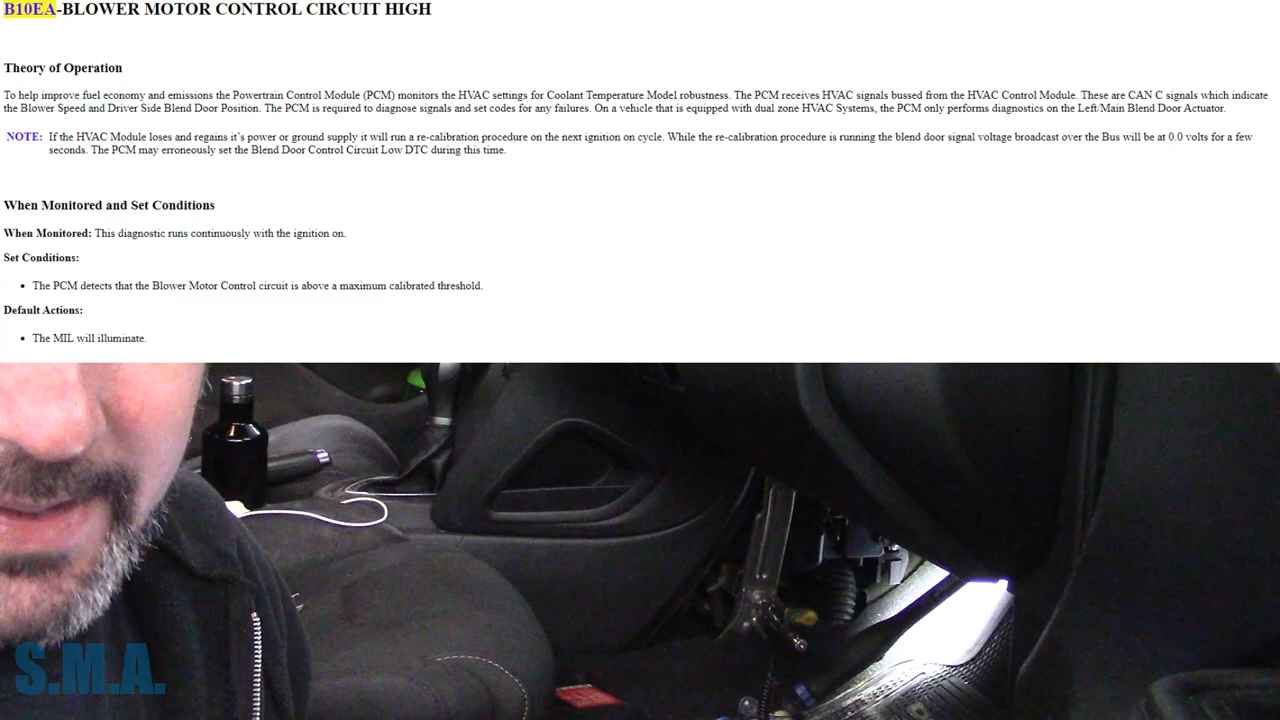 B10EA-BLOWER MOTOR CONTROL CIRCUIT HIGH
Theory of Operation
To help improve fuel economy and emissions the Powertrain Control Module (PCM) monitors the HVAC settings for Coolant Temperature Model robustness. The PCM receives HVAC signals bussed from the HVAC Control Module. These are CAN C signals which indicate
the Blower Speed and Driver Side Blend Door Position. The PCM is required to diagnose signals and set codes for any failures. On a vehicle that is equipped with dual zone HVAC Systems, the PCM only performs diagnostics on the Left/Main Blend Door Actuator.
NOTE: If the HVAC Module loses and regains it's power or ground supply it will run a re-calibration procedure on the next ignition on cycle. While the re-calibration procedure is running the blend door signal voltage broadcast over the Bus will be at 0.0 volts for a few
seconds. The PCM may erroneously set the Blend Door Control Circuit Low DTC during this time.
When Monitored and Set Conditions
When Monitored: This diagnostic runs continuously with the ignition on.
Set Conditions:
• The PCM detects that the Blower Motor Control circuit is above a maximum calibrated threshold.
Default Actions:
• The MIL will illuminate.
S.M.A.